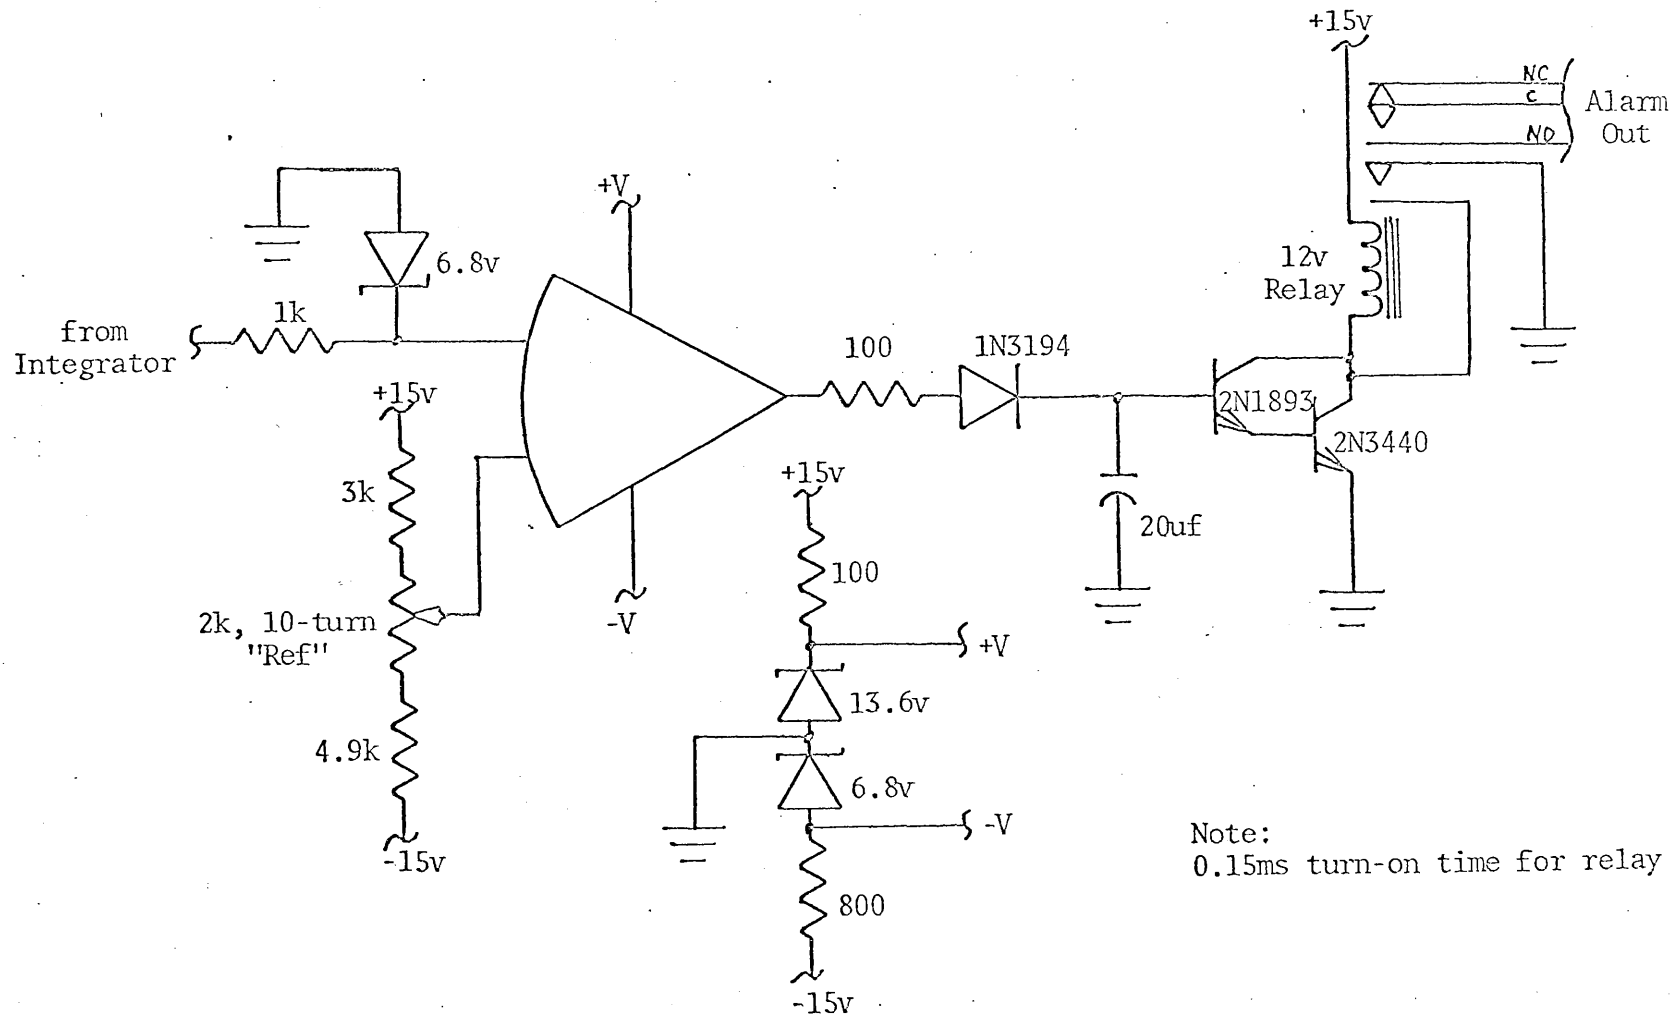 +15v
NC
C
NO
Alarm
Out
+V
6.8v
1k
from
Integrator
12v
Relay
100
1N3194
+15v
2N1893
2N3440
3k
+15v
20uf
100
2k, 10-turn
"Ref"
-V
+V
13.6v
4.9k
6.8v
-V
-15v
800
-15v
Note:
0.15ms turn-on time for relay